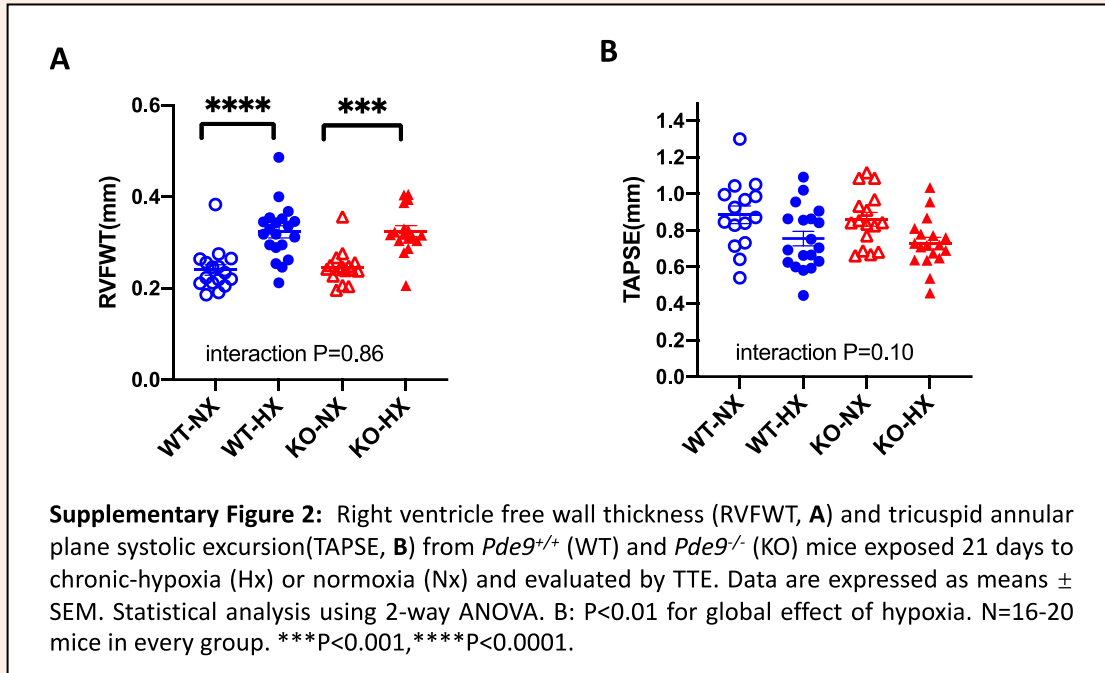 A
B
****
***
0.6
0.4
0.2
0.0
RVFWT(mm)
interaction P=0.86
WT-NX
WT-HX
KO-NX
KO-HX
1.4
1.2
1.0
0.8
0.6
0.4
0.2
0.0
TAPSE(mm)
interaction P=0.10
WT-NX
WT-HX
KO-NX
KO-HX
Supplementary Figure 2: Right ventricle free wall thickness (RVFWT, A) and tricuspid annular
plane systolic excursion(TAPSE, B) from Pde9+/+ (WT) and Pde9-/- (KO) mice exposed 21 days to
chronic-hypoxia (Hx) or normoxia (Nx) and evaluated by TTE. Data are expressed as means ±
SEM. Statistical analysis using 2-way ANOVA. B: P<0.01 for global effect of hypoxia. N=16-20
mice in every group. ***P<0.001,****P<0.0001.